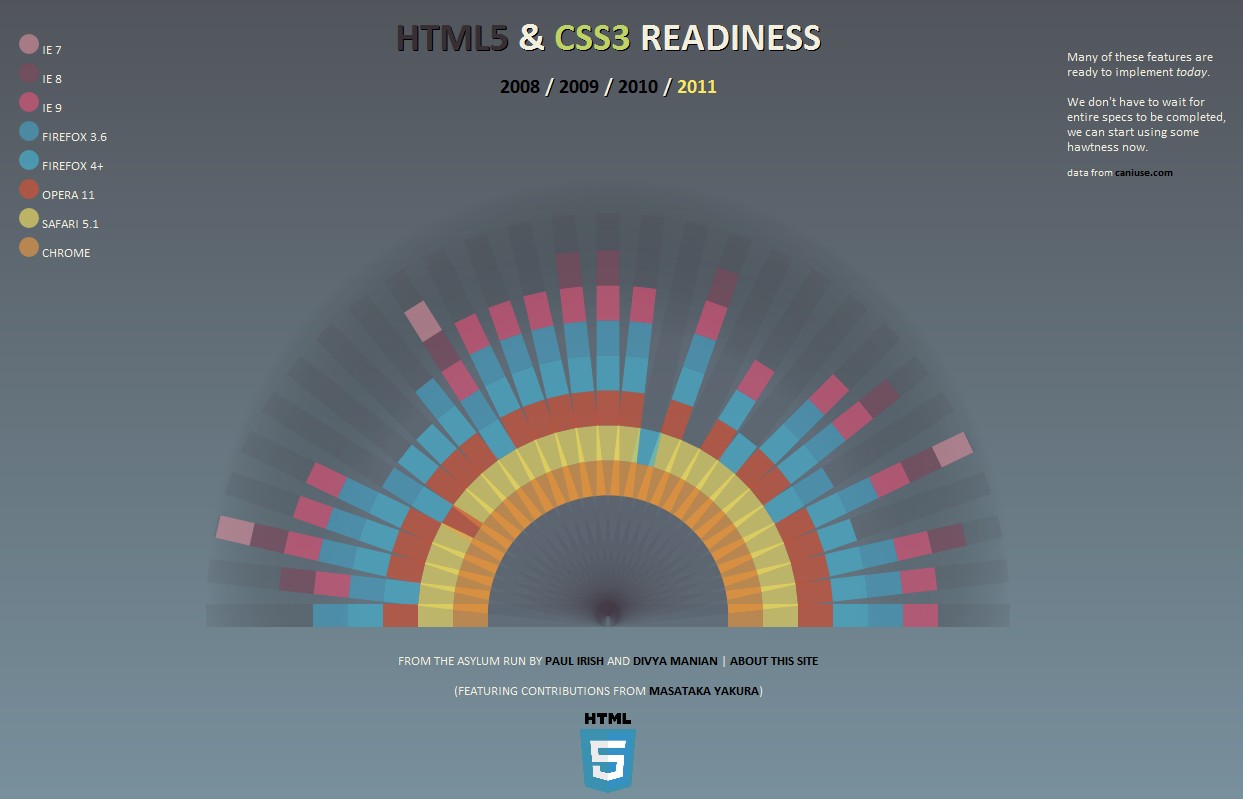 HTML5 & CSS3 READINESS
2008 / 2009 / 2010 / 2011
IE 7
IE 8
IE 9
FIREFOX 3.6
FIREFOX 4+
OPERA 11
SAFARI 5.1
CHROME
Many of these features are
ready to implement today.
We don't have to wait for
entire specs to be completed,
we can start using some
hawtness now.
data from caniuse.com
FROM THE ASYLUM RUN BY PAUL IRISH AND DIVYA MANIAN | ABOUT THIS SITE
(FEATURING CONTRIBUTIONS FROM MASATAKA YAKURA)
HTML
5